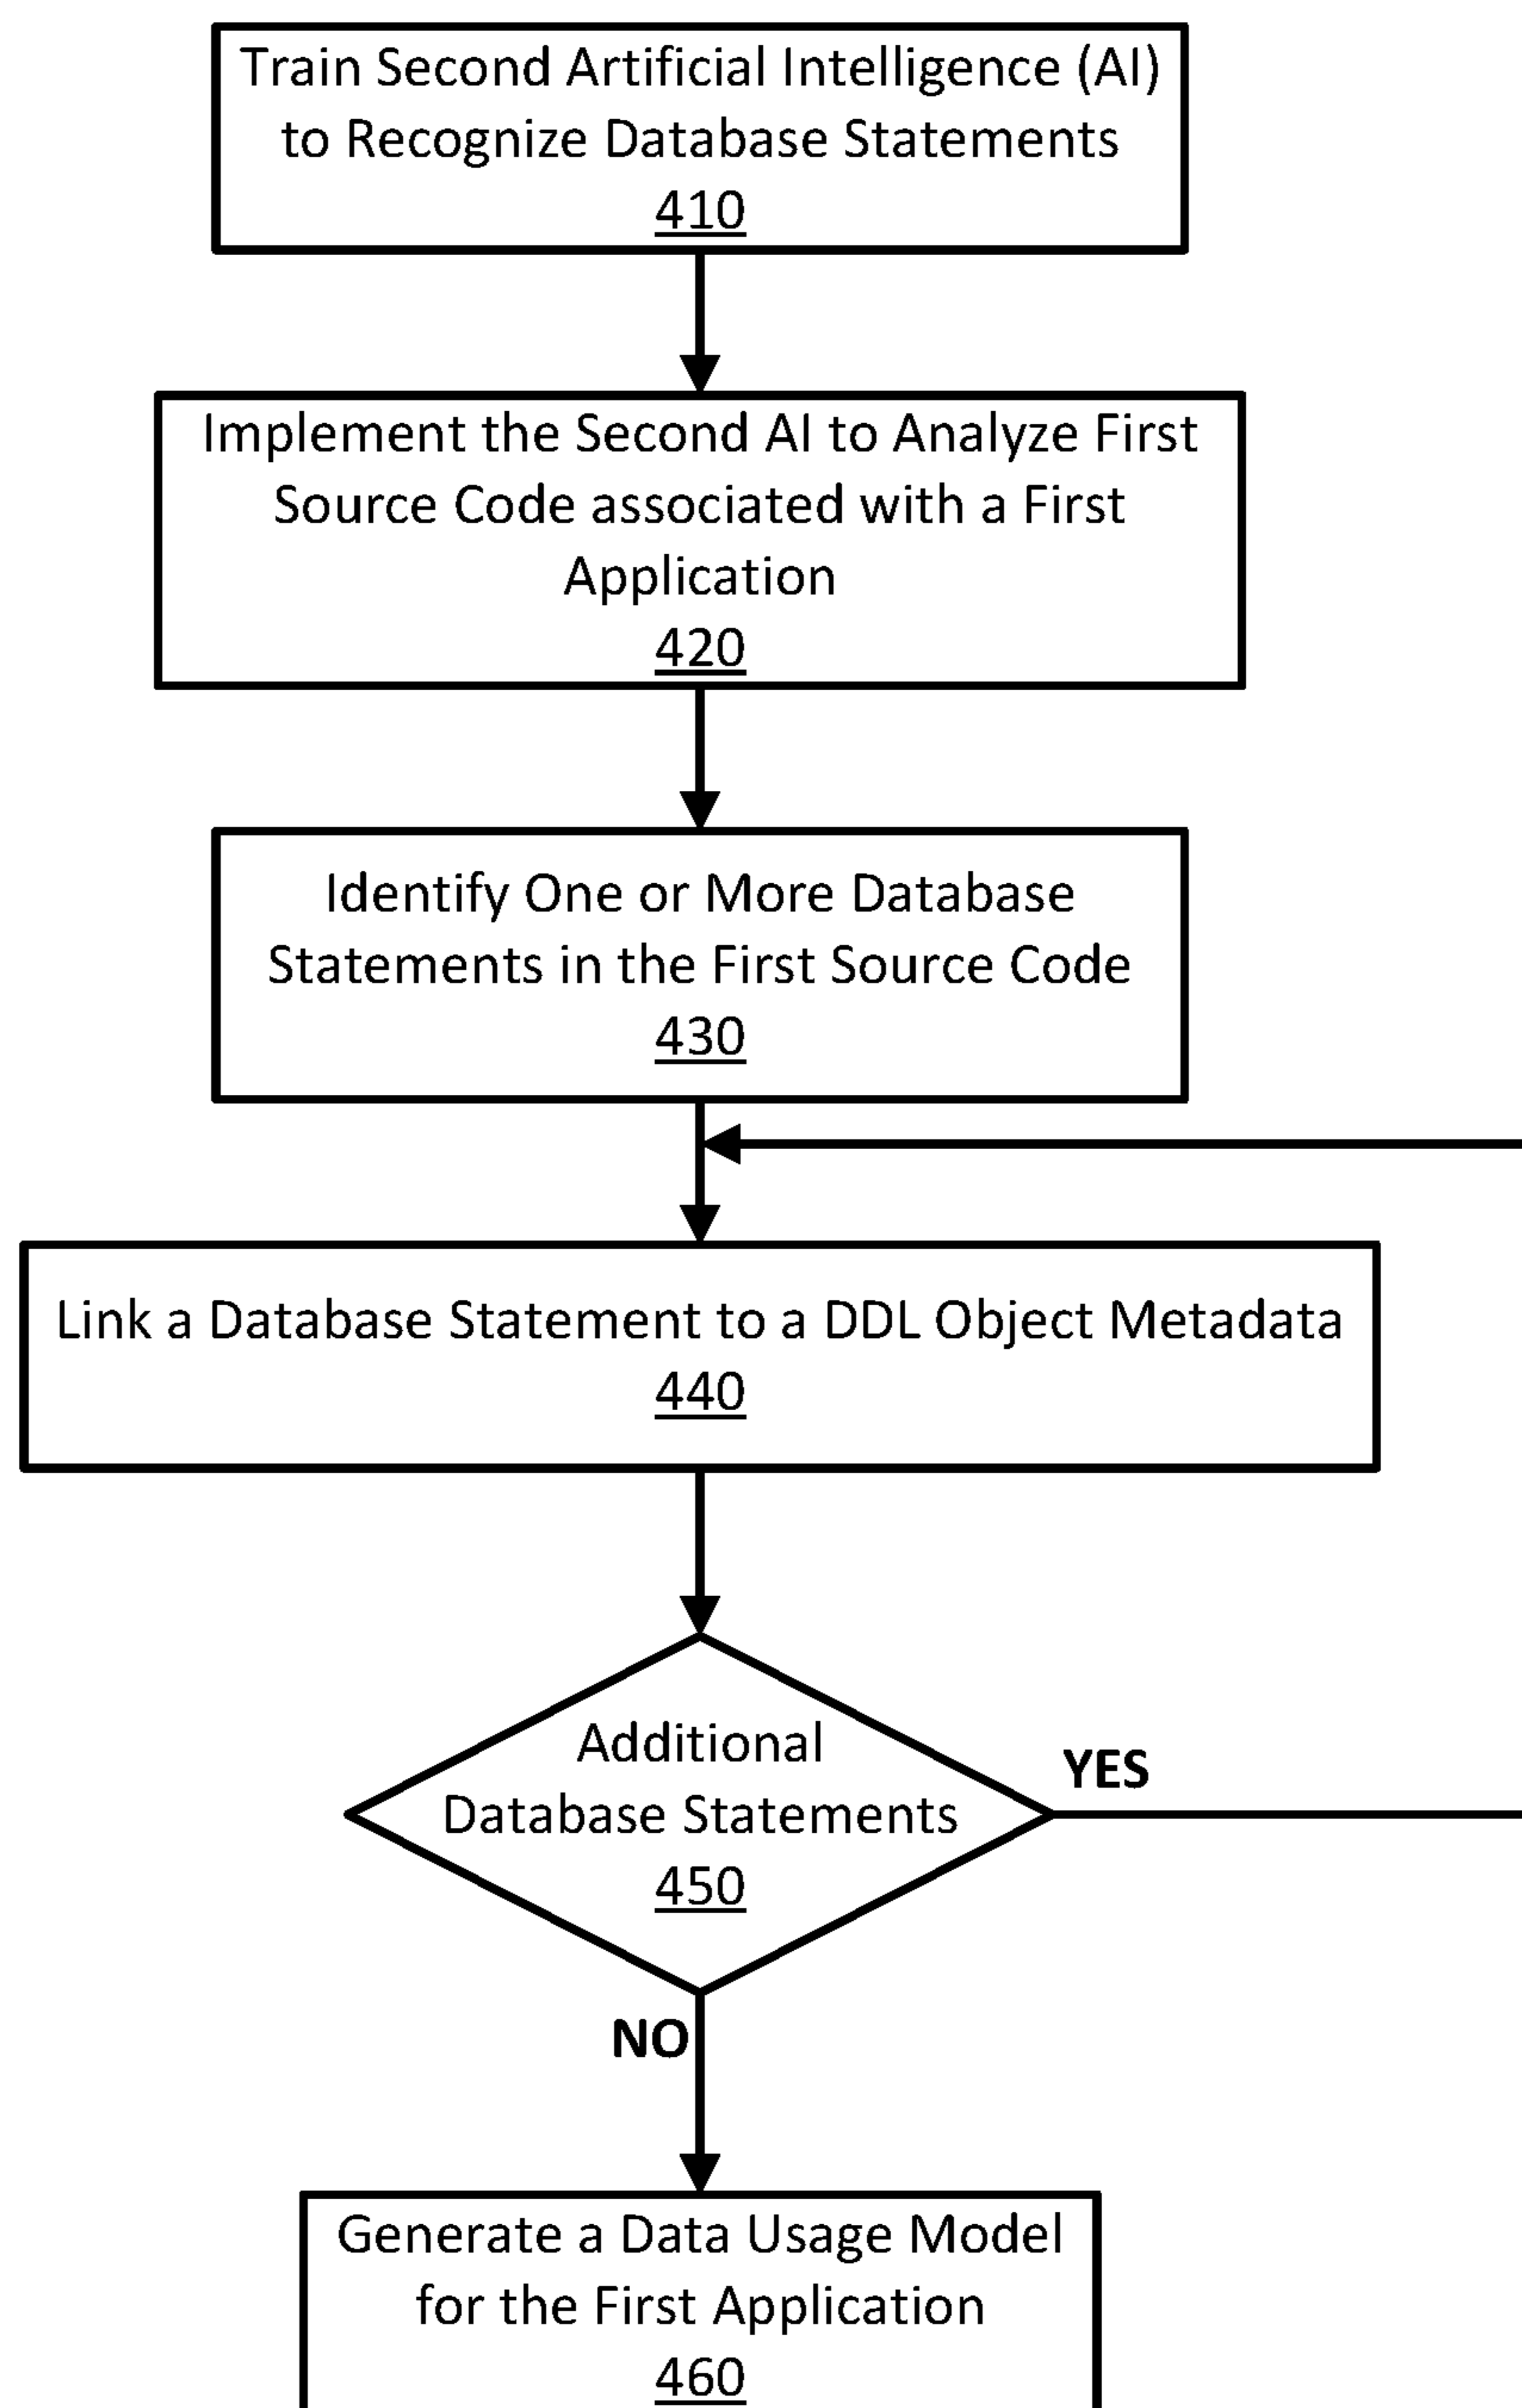 Train Second Artificial Intelligence (AI)
to Recognize Database Statements
410
Implement the Second AI to Analyze First
Source Code associated with a First
Application
420
Identify One or More Database
Statements in the First Source Code
430
Link a Database Statement to a DDL Object Metadata
440
Additional
Database Statements
450
YES
NO
Generate a Data Usage Model
for the First Application
460